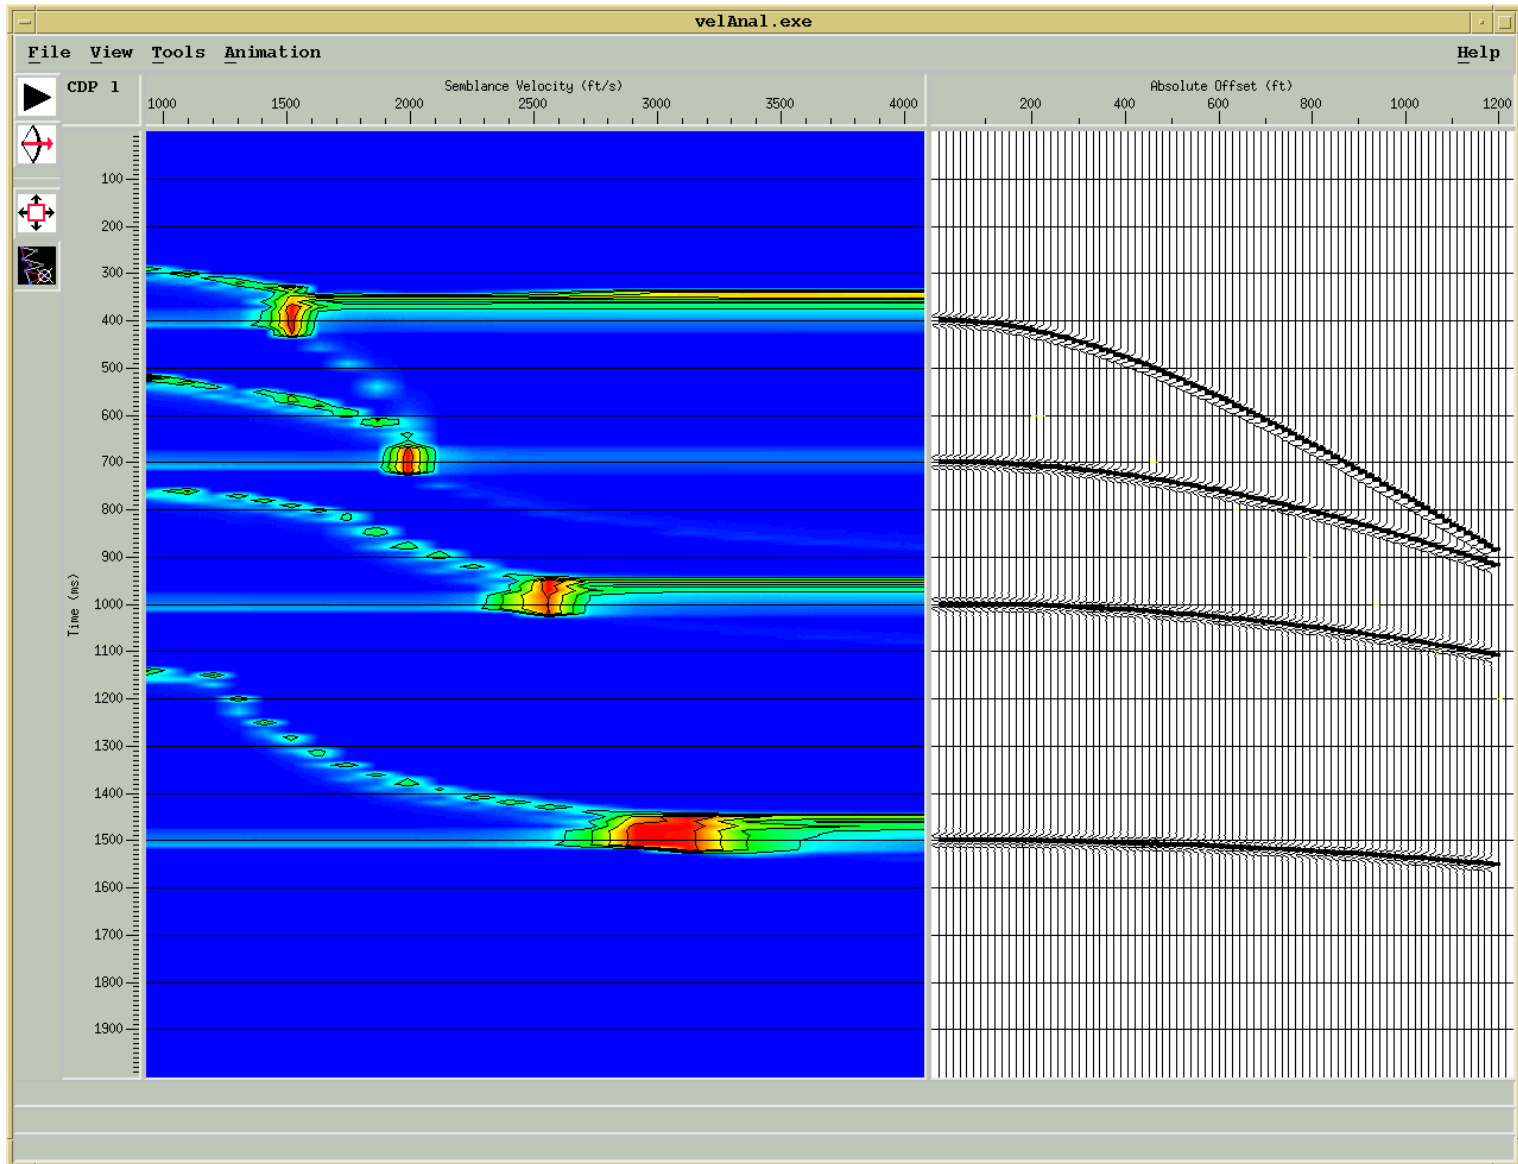 velAnal.exe
File View Tools Animation Help
CDP 1
Semblance Velocity (ft/s)
1000 1500 2000 2500 3000 3500 4000
Absolute Offset (ft)
200 400 600 800 1000 1200
100
200
300
400
500
600
700
800
900
1000
1100
1200
1300
1400
1500
1600
1700
1800
1900
Time (ms)